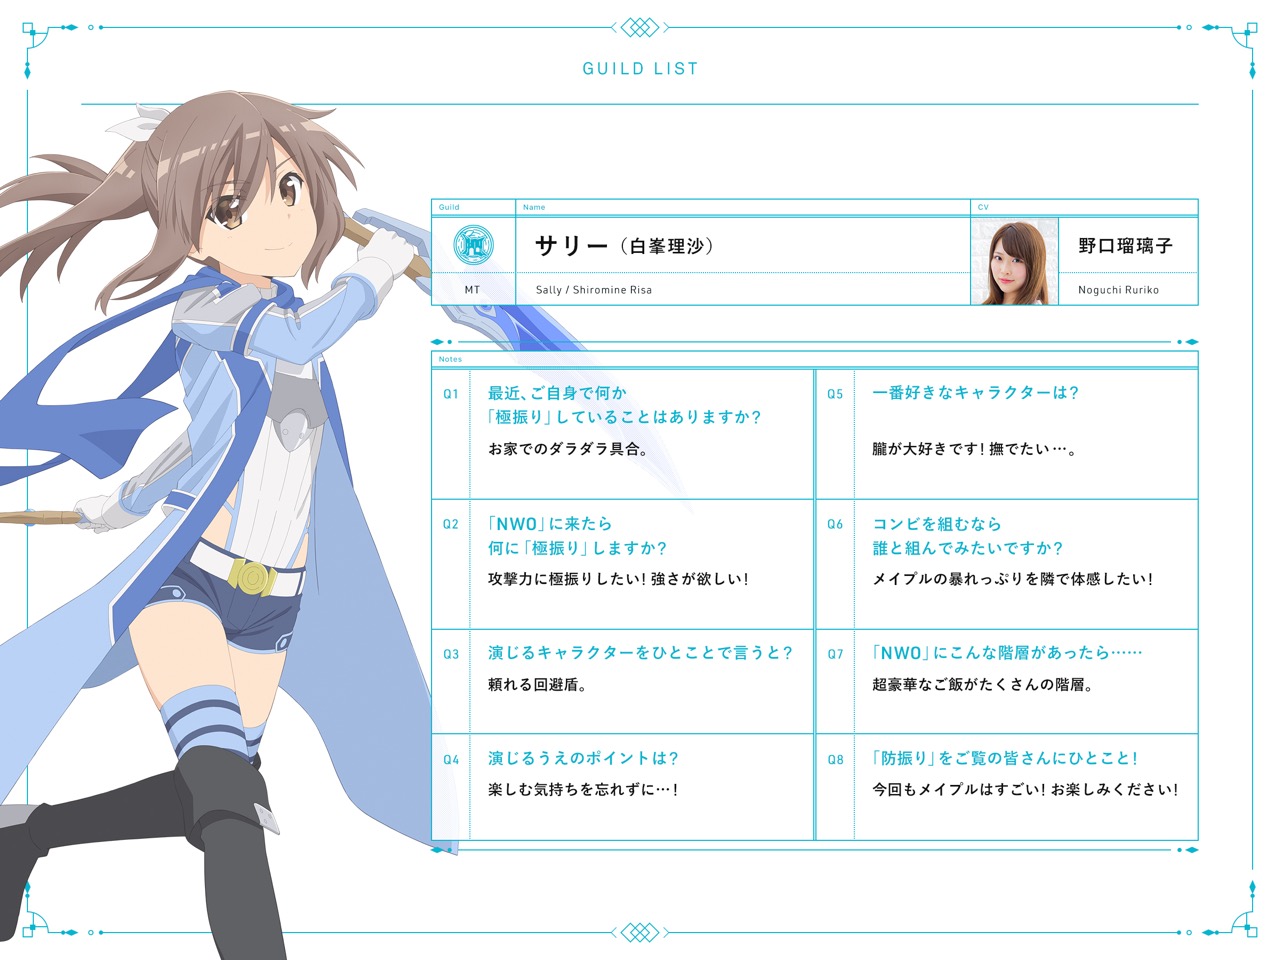 GUILD LIST
Guild
Name
CV
サリー（白峯理沙）
野口瑠璃子
MT
Sally / Shiromine Risa
Noguchi Ruriko
Notes
Q1
最近、ご自身で何か
「極振り」していることはありますか？
お家でのダラダラ具合。
Q2
「NWO」に来たら
何に「極振り」しますか？
攻撃力に極振りしたい！強さが欲しい！
Q3
演じるキャラクターをひとことで言うと？
頼れる回避盾。
Q4
演じるうえのポイントは？
楽しむ気持ちを忘れずに…！
Q5
一番好きなキャラクターは？
朧が大好きです！撫でたい…。
Q6
コンビを組むなら
誰と組んでみたいですか？
メイプルの暴れっぷりを隣で体感したい！
Q7
「NWO」にこんな階層があったら……
超豪華なご飯がたくさんの階層。
Q8
「防振り」をご覧の皆さんにひとこと！
今回もメイプルはすごい！お楽しみください！